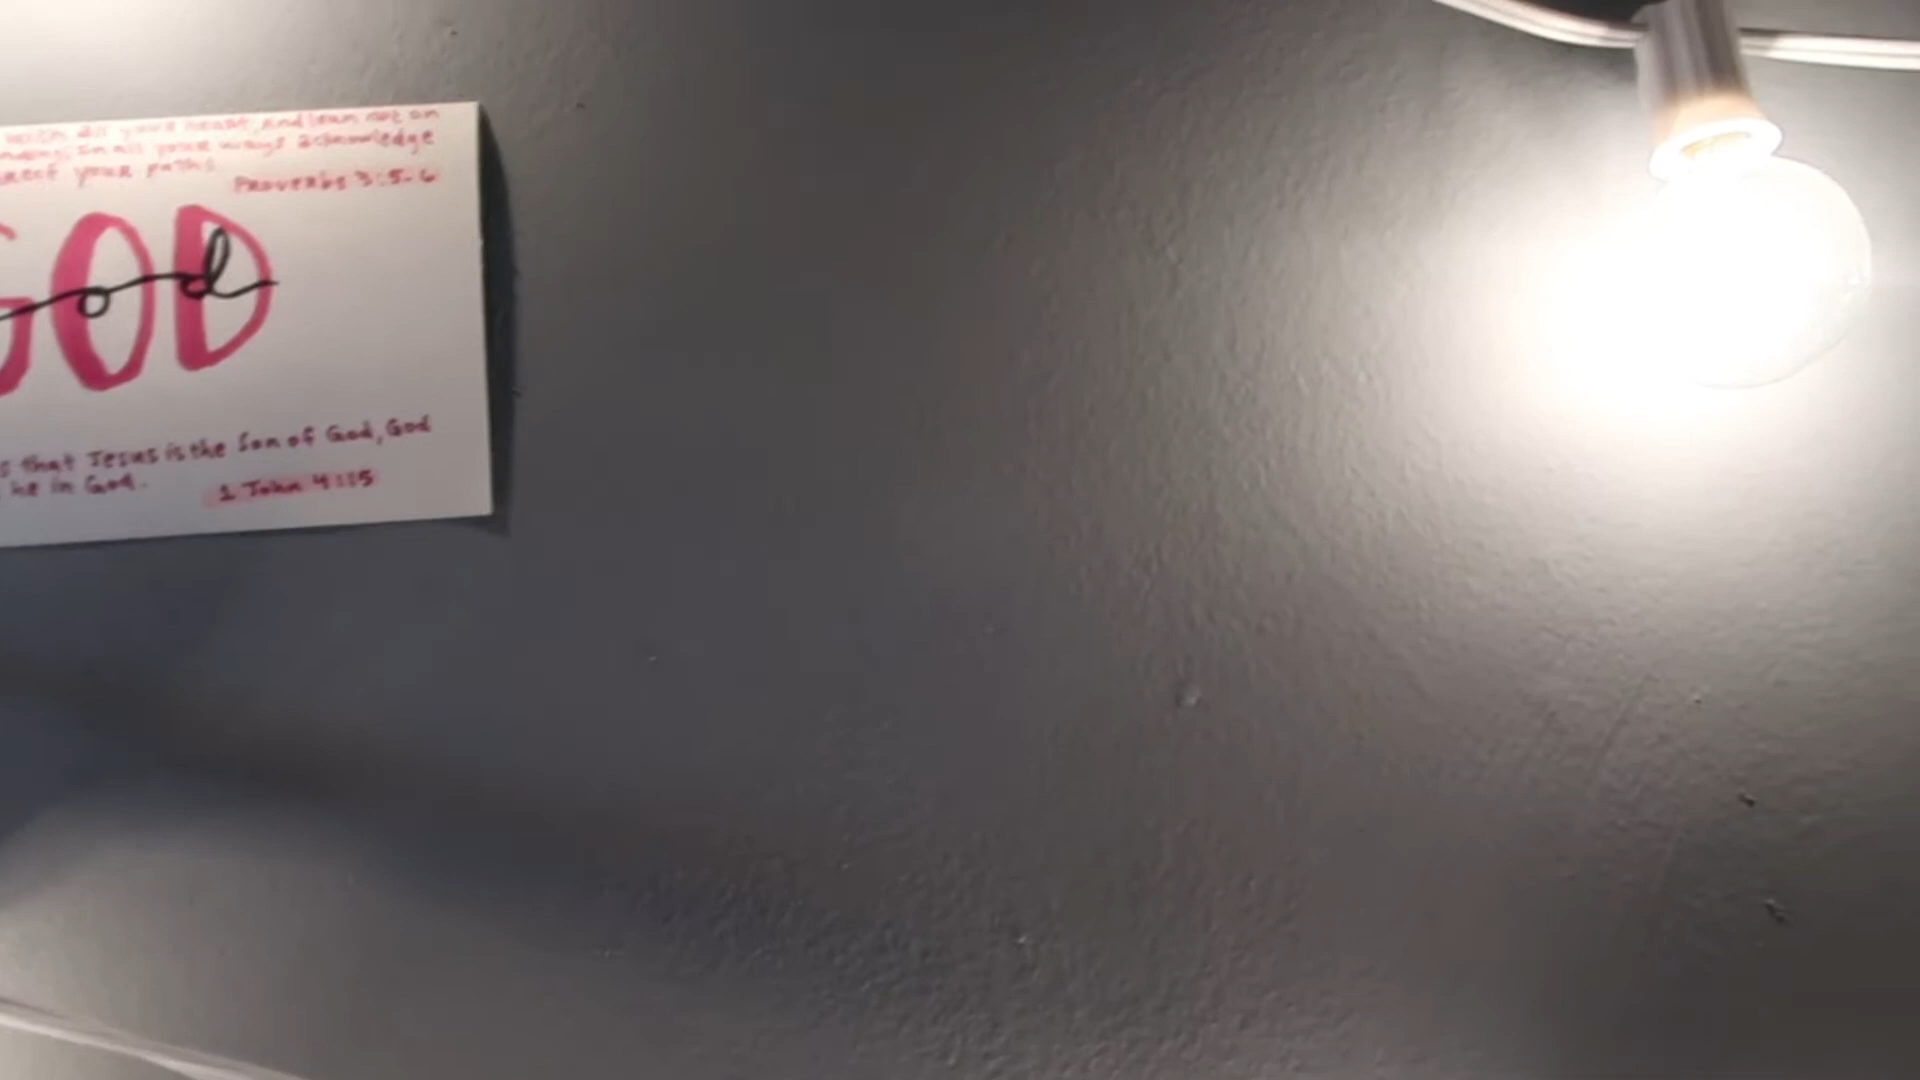 with all your heart, And lean not on
In all your ways acknowledge
your paths
Proverbs 3:5-6
GOD
od
that Jesus is the Son of God, God
he in God.
1 John 4:15